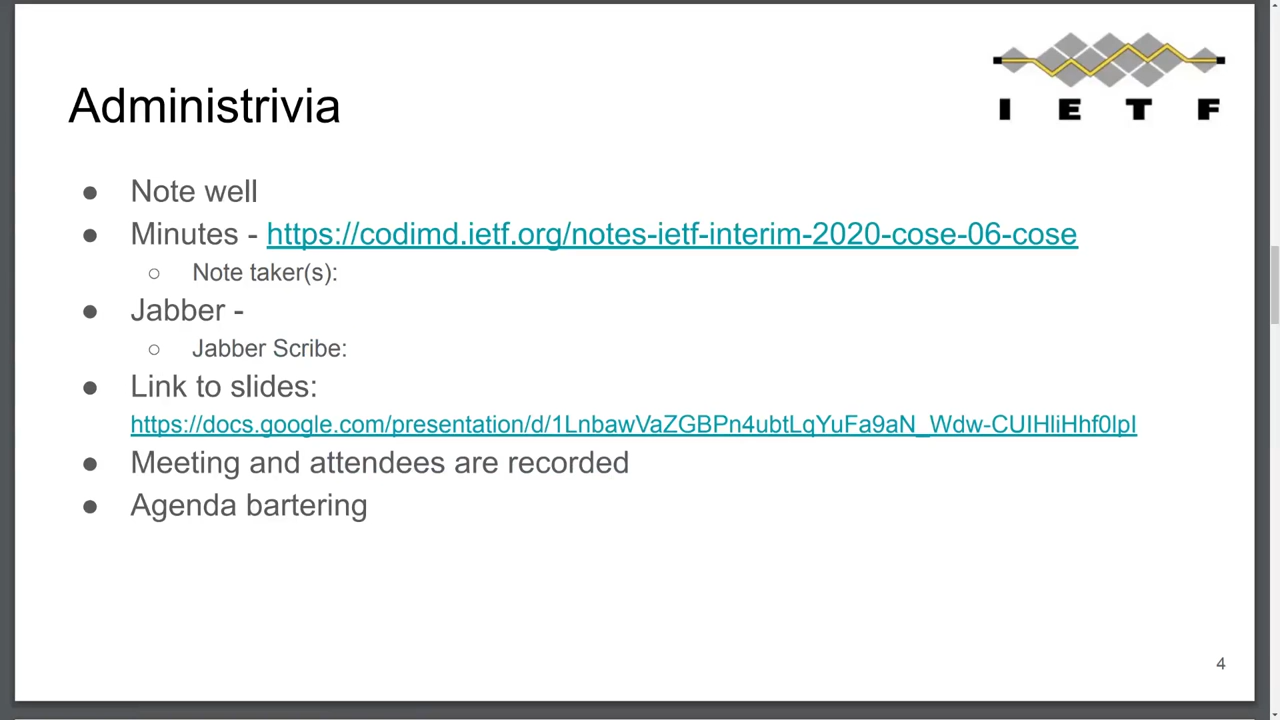 IETF
Administrivia
● Note well
● Minutes - https://codimd.ietf.org/notes-ietf-interim-2020-cose-06-cose
○ Note taker(s):
● Jabber -
○ Jabber Scribe:
● Link to slides:
https://docs.google.com/presentation/d/1LnbawVaZGBPn4ubtLqYuFa9aN_Wdw-CUIHliHhf0lpI
● Meeting and attendees are recorded
● Agenda bartering
4